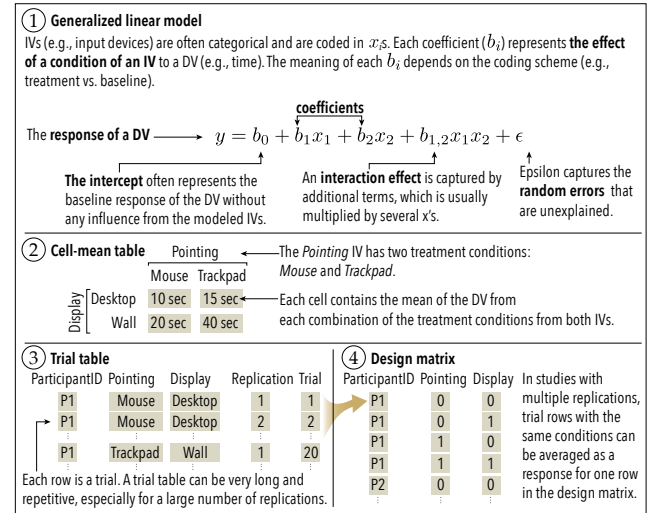 1 Generalized linear model
IVs (e.g., input devices) are often categorical and are coded in xᵢs. Each coefficient (bᵢ) represents the effect
of a condition of an IV to a DV (e.g., time). The meaning of each bᵢ depends on the coding scheme (e.g.,
treatment vs. baseline).
coefficients
The response of a DV
y = b₀ + b₁x₁ + b₂x₂ + b₁,₂x₁x₂ + ϵ
The intercept often represents the
baseline response of the DV without
any influence from the modeled IVs.
An interaction effect is captured by
additional terms, which is usually
multiplied by several x's.
Epsilon captures the
random errors that
are unexplained.
2 Cell-mean table
Pointing
Mouse Trackpad
Display
Desktop 10 sec 15 sec
Wall 20 sec 40 sec
The Pointing IV has two treatment conditions:
Mouse and Trackpad.
Each cell contains the mean of the DV from
each combination of the treatment conditions from both IVs.
3 Trial table
ParticipantID Pointing Display Replication Trial
P1 Mouse Desktop 1 1
P1 Mouse Desktop 2 2
P1 Trackpad Wall 1 20
Each row is a trial. A trial table can be very long and
repetitive, especially for a large number of replications.
4 Design matrix
ParticipantID Pointing Display
P1 0 0
P1 0 1
P1 1 0
P1 1 1
P2 0 0
In studies with
multiple replications,
trial rows with the
same conditions can
be averaged as a
response for one row
in the design matrix.